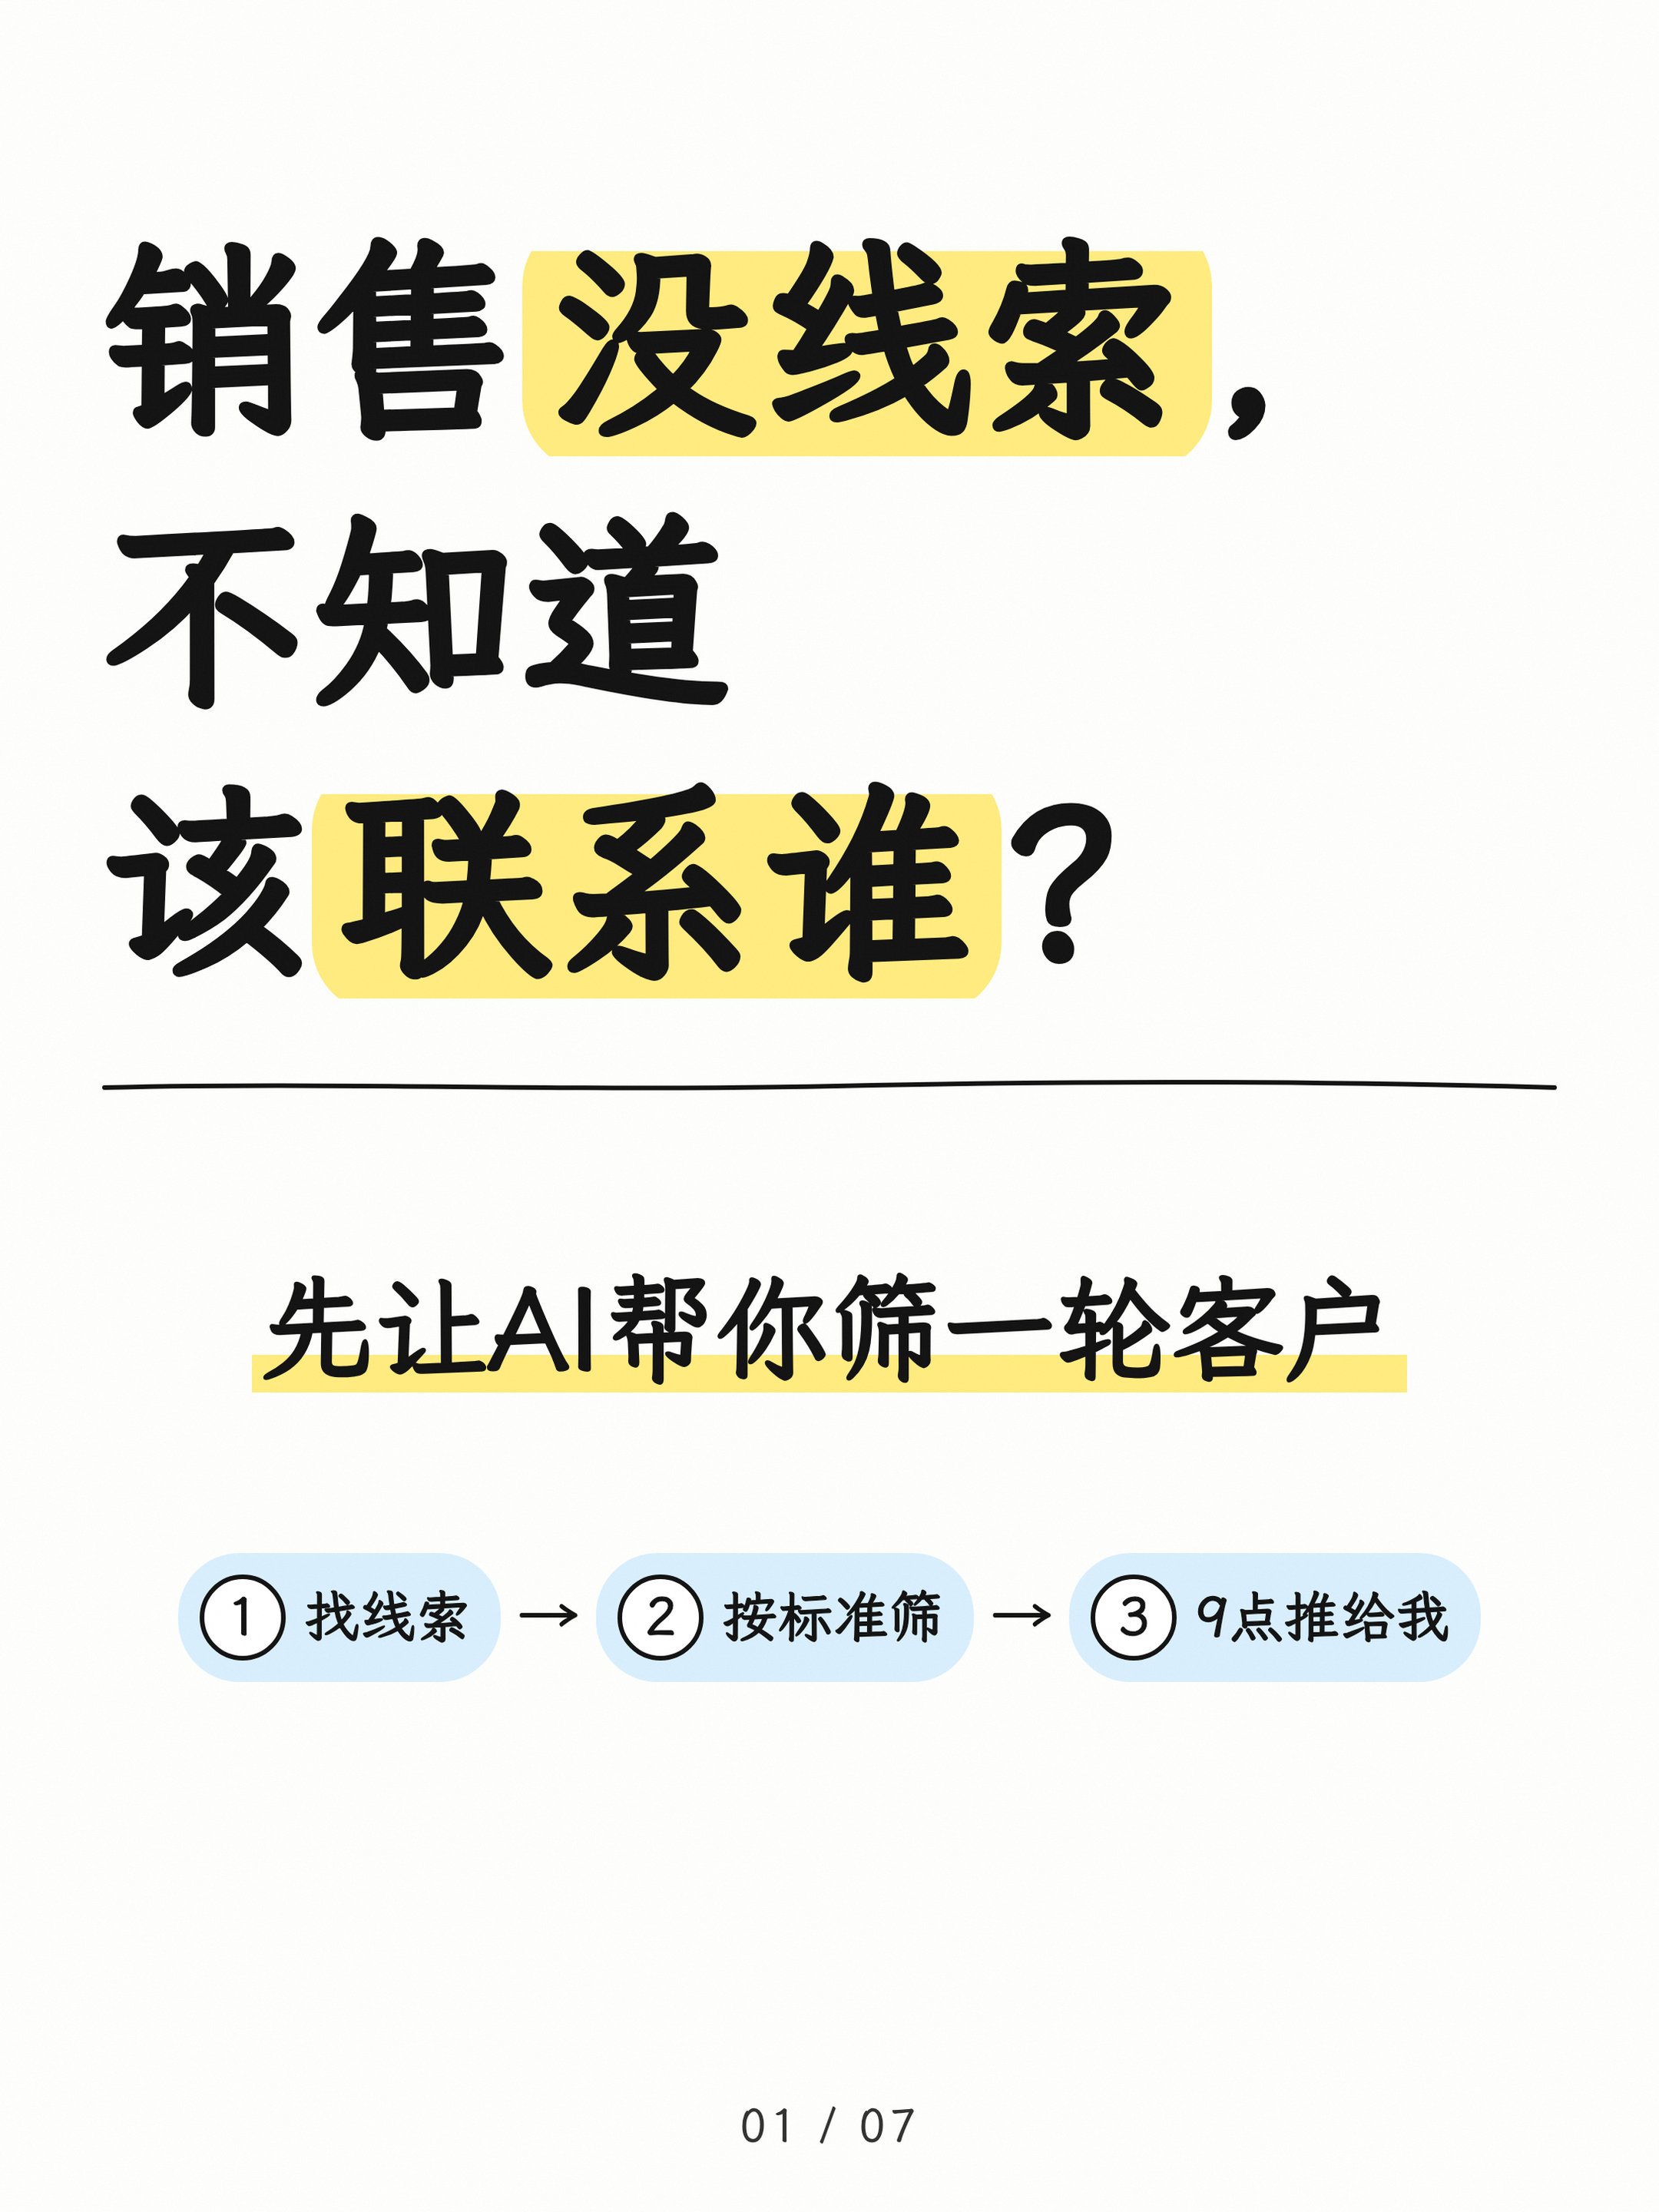 销售没线索，
不知道
该联系谁？
先让AI帮你筛一轮客户
1 找线索 → 2 按标准筛 → 3 9点推给我
01 / 07